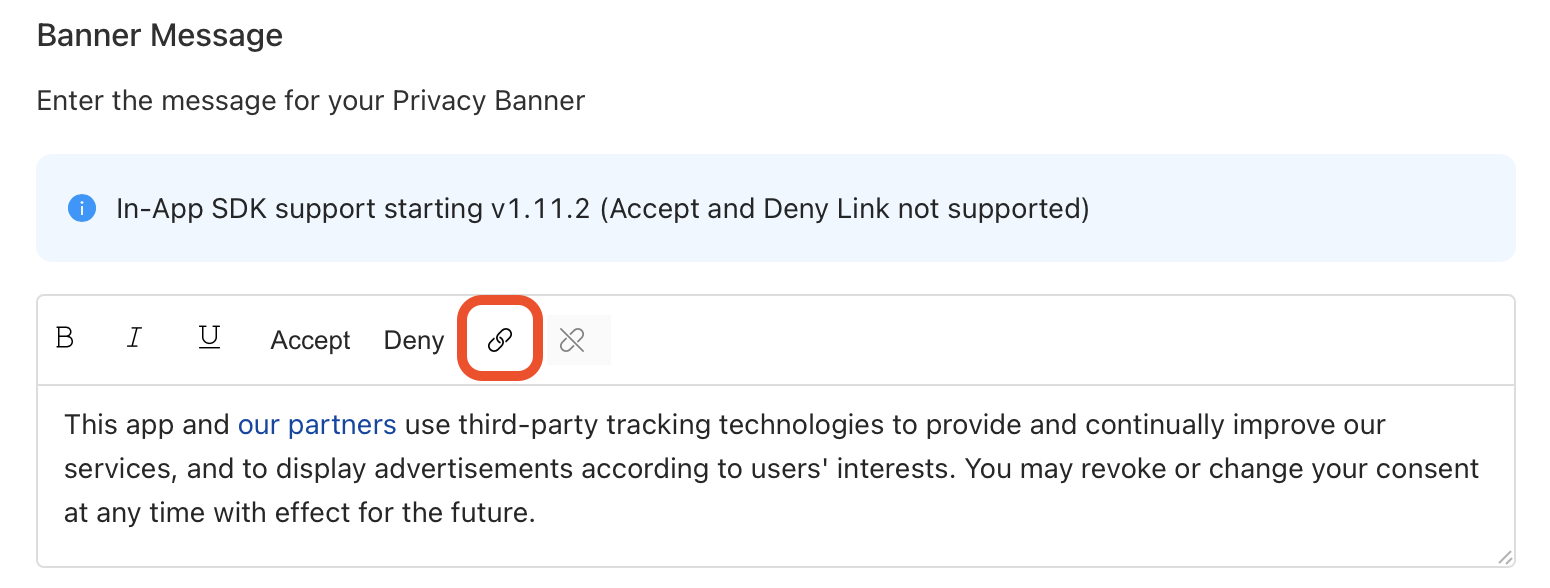 Banner Message
Enter the message for your Privacy Banner
In-App SDK support starting v1.11.2 (Accept and Deny Link not supported)
B I U Accept Deny
This app and our partners use third-party tracking technologies to provide and continually improve our
services, and to display advertisements according to users' interests. You may revoke or change your consent
at any time with effect for the future.